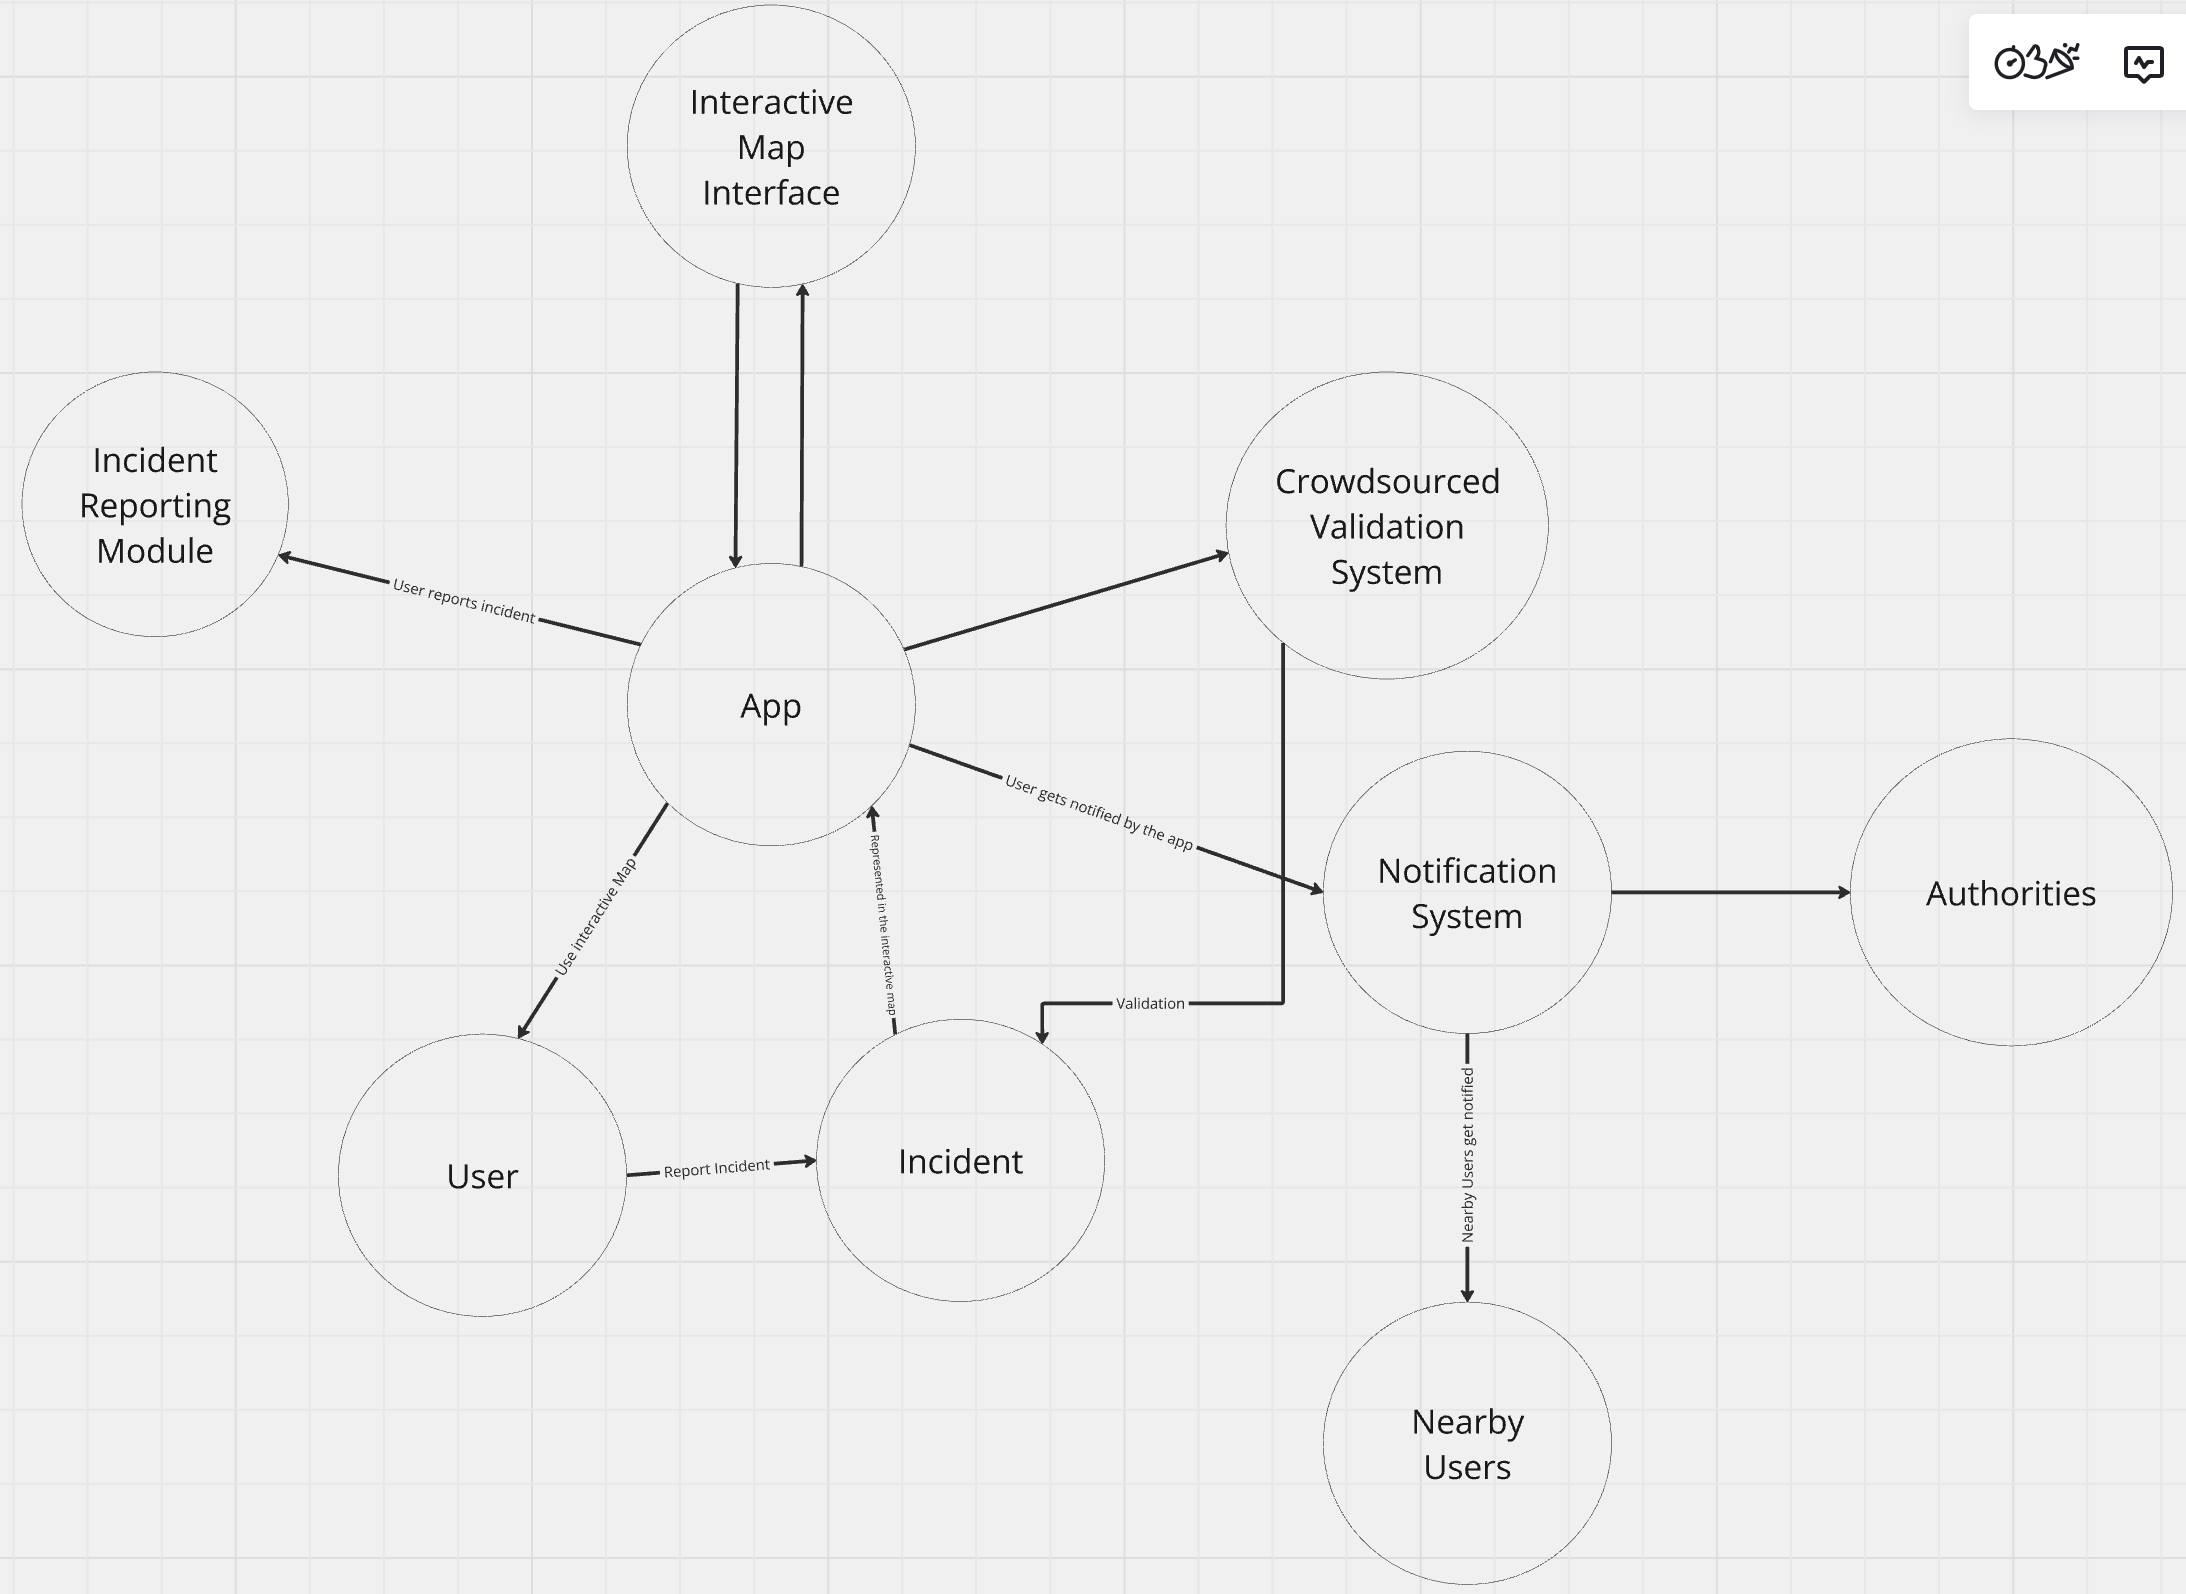 Interactive
Map
Interface
Incident
Reporting
Module
Crowdsourced
Validation
System
User reports incident
App
User gets notified by the app
Use interactive Map
Represented in the interactive map
Notification
System
Authorities
Validation
User
Report Incident
Incident
Nearby Users get notified
Nearby
Users